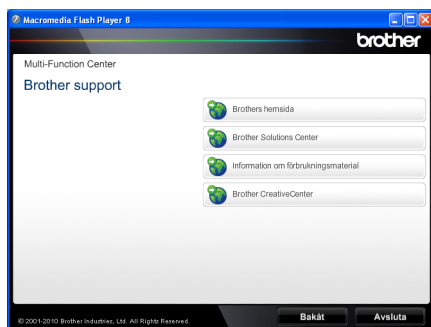 Macromedia Flash Player 8
brother
Multi-Function Center
Brother support
Brothers hemsida
Brother Solutions Center
Information om förbrukningsmaterial
Brother CreativeCenter
© 2001-2010 Brother Industries, Ltd. All Rights Reserved.
Bakåt
Avsluta